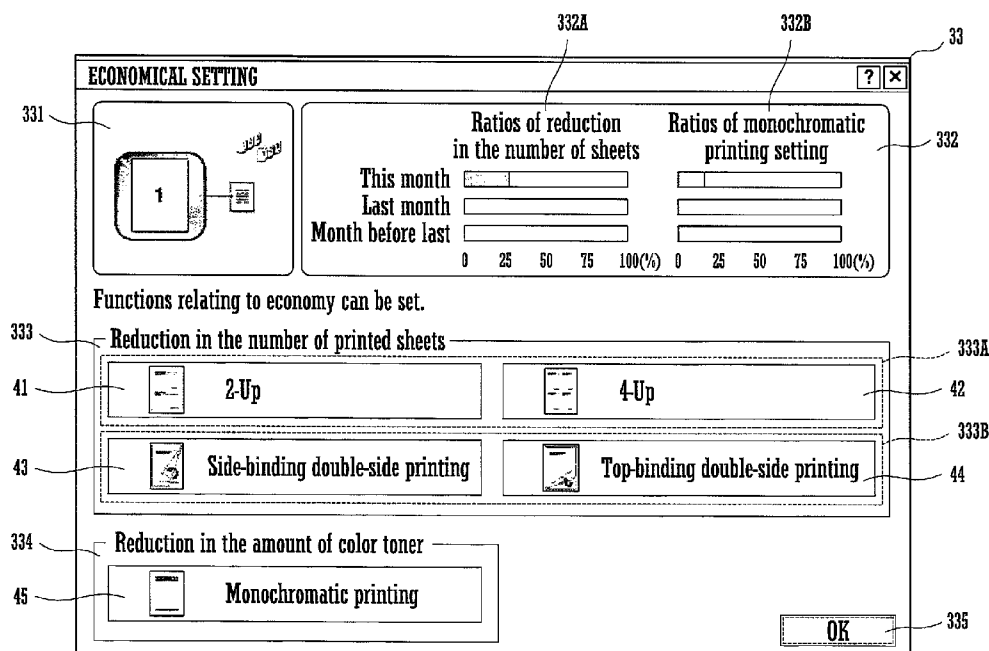 332A
332B
33
ECONOMICAL SETTING
? ×
331
1
Ratios of reduction
in the number of sheets
Ratios of monochromatic
printing setting
332
This month
Last month
Month before last
0 25 50 75 100(%)
0 25 50 75 100(%)
Functions relating to economy can be set.
333
Reduction in the number of printed sheets
333A
41
2-Up
4-Up
42
333B
43
Side-binding double-side printing
Top-binding double-side printing
44
334
Reduction in the amount of color toner
45
Monochromatic printing
OK
335